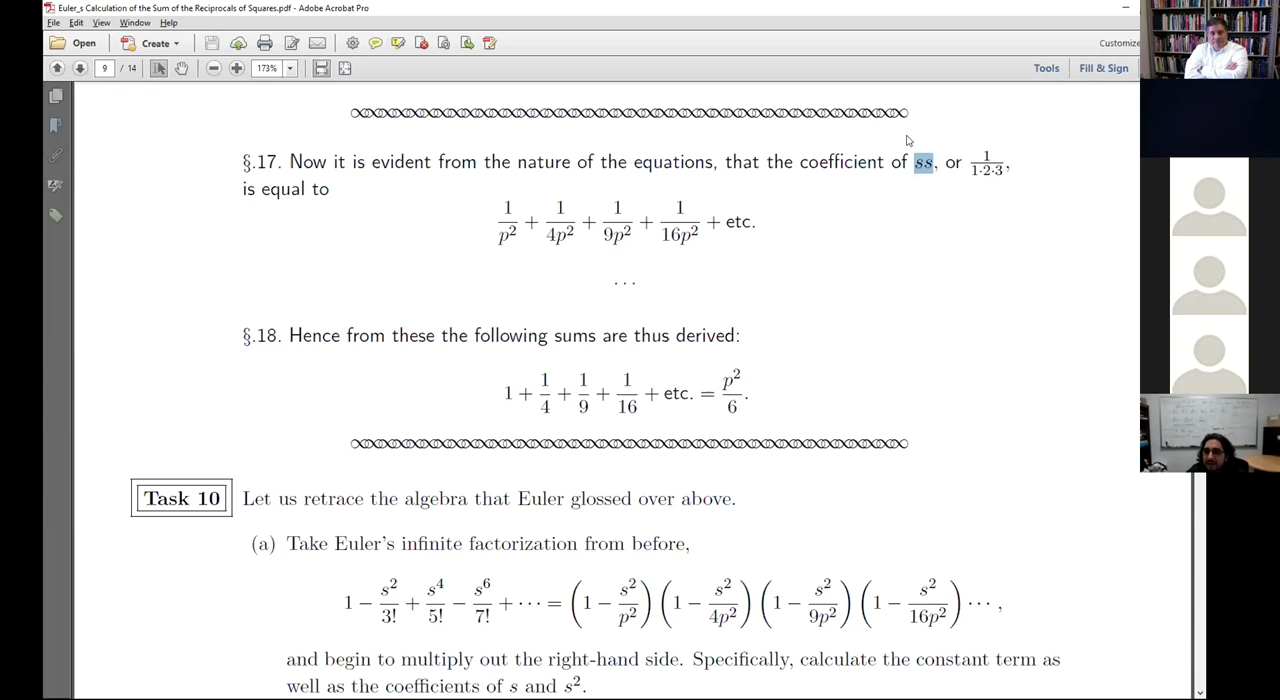 Euler_s Calculation of the Sum of the Reciprocals of Squares.pdf - Adobe Acrobat Pro
File Edit View Window Help
Open Create Customize
9 / 14 173% Tools Fill & Sign
§.17. Now it is evident from the nature of the equations, that the coefficient of ss, or 1/(1·2·3),
is equal to
1/p² + 1/4p² + 1/9p² + 1/16p² + etc.
...
§.18. Hence from these the following sums are thus derived:
1 + 1/4 + 1/9 + 1/16 + etc. = p²/6.
Task 10 Let us retrace the algebra that Euler glossed over above.
(a) Take Euler's infinite factorization from before,
1 − s²/3! + s⁴/5! − s⁶/7! + ··· = (1 − s²/p²) (1 − s²/4p²) (1 − s²/9p²) (1 − s²/16p²) ··· ,
and begin to multiply out the right-hand side. Specifically, calculate the constant term as
well as the coefficients of s and s².